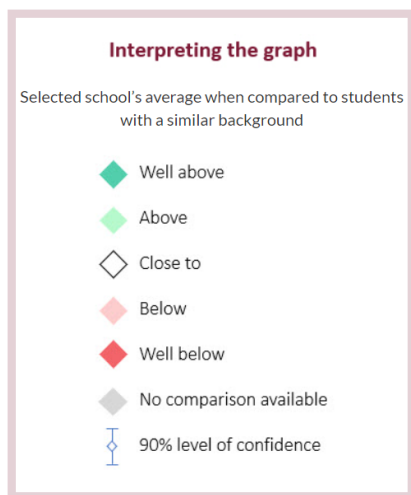 Interpreting the graph
Selected school's average when compared to students
with a similar background
Well above
Above
Close to
Below
Well below
No comparison available
90% level of confidence